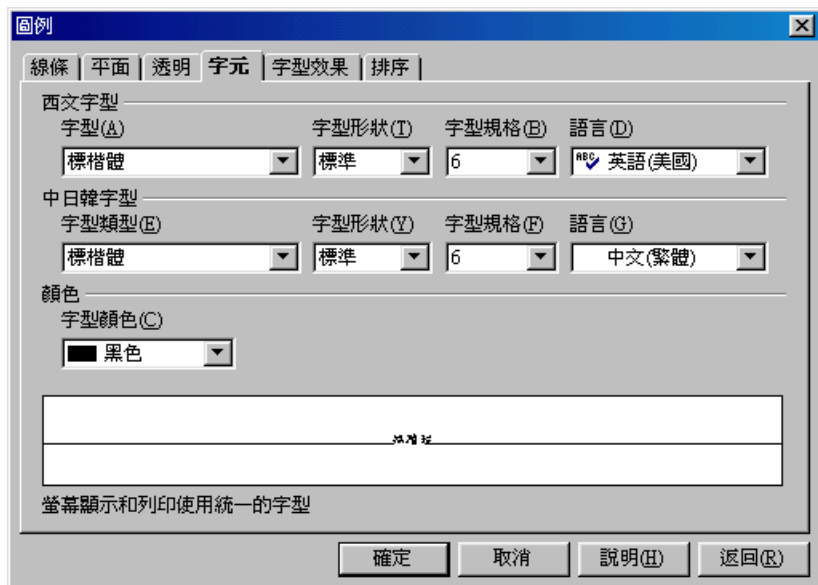 圖例
線條 平面 透明 字元 字型效果 排序
西文字型
字型(A) 字型形狀(T) 字型規格(B) 語言(D)
標楷體 標準 6 ABC 英語(美國)
中日韓字型
字型類型(E) 字型形狀(Y) 字型規格(F) 語言(G)
標楷體 標準 6 中文(繁體)
顏色
字型顏色(C)
黑色
標楷體
螢幕顯示和列印使用統一的字型
確定 取消 說明(H) 返回(R)